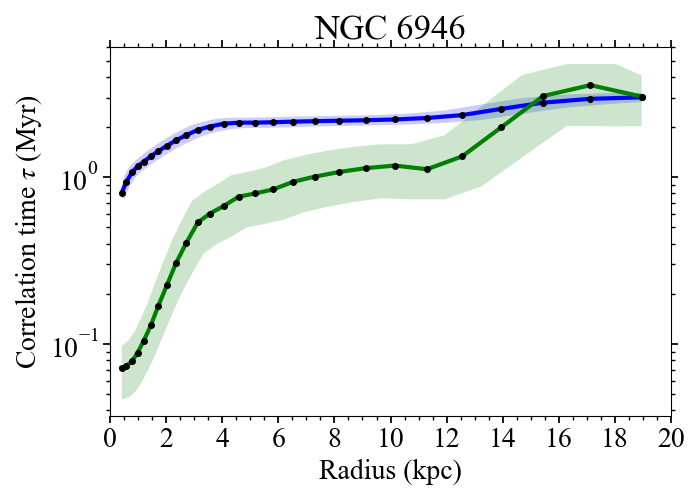 NGC 6946
Correlation time τ (Myr)
10⁰
10⁻¹
0 2 4 6 8 10 12 14 16 18 20
Radius (kpc)